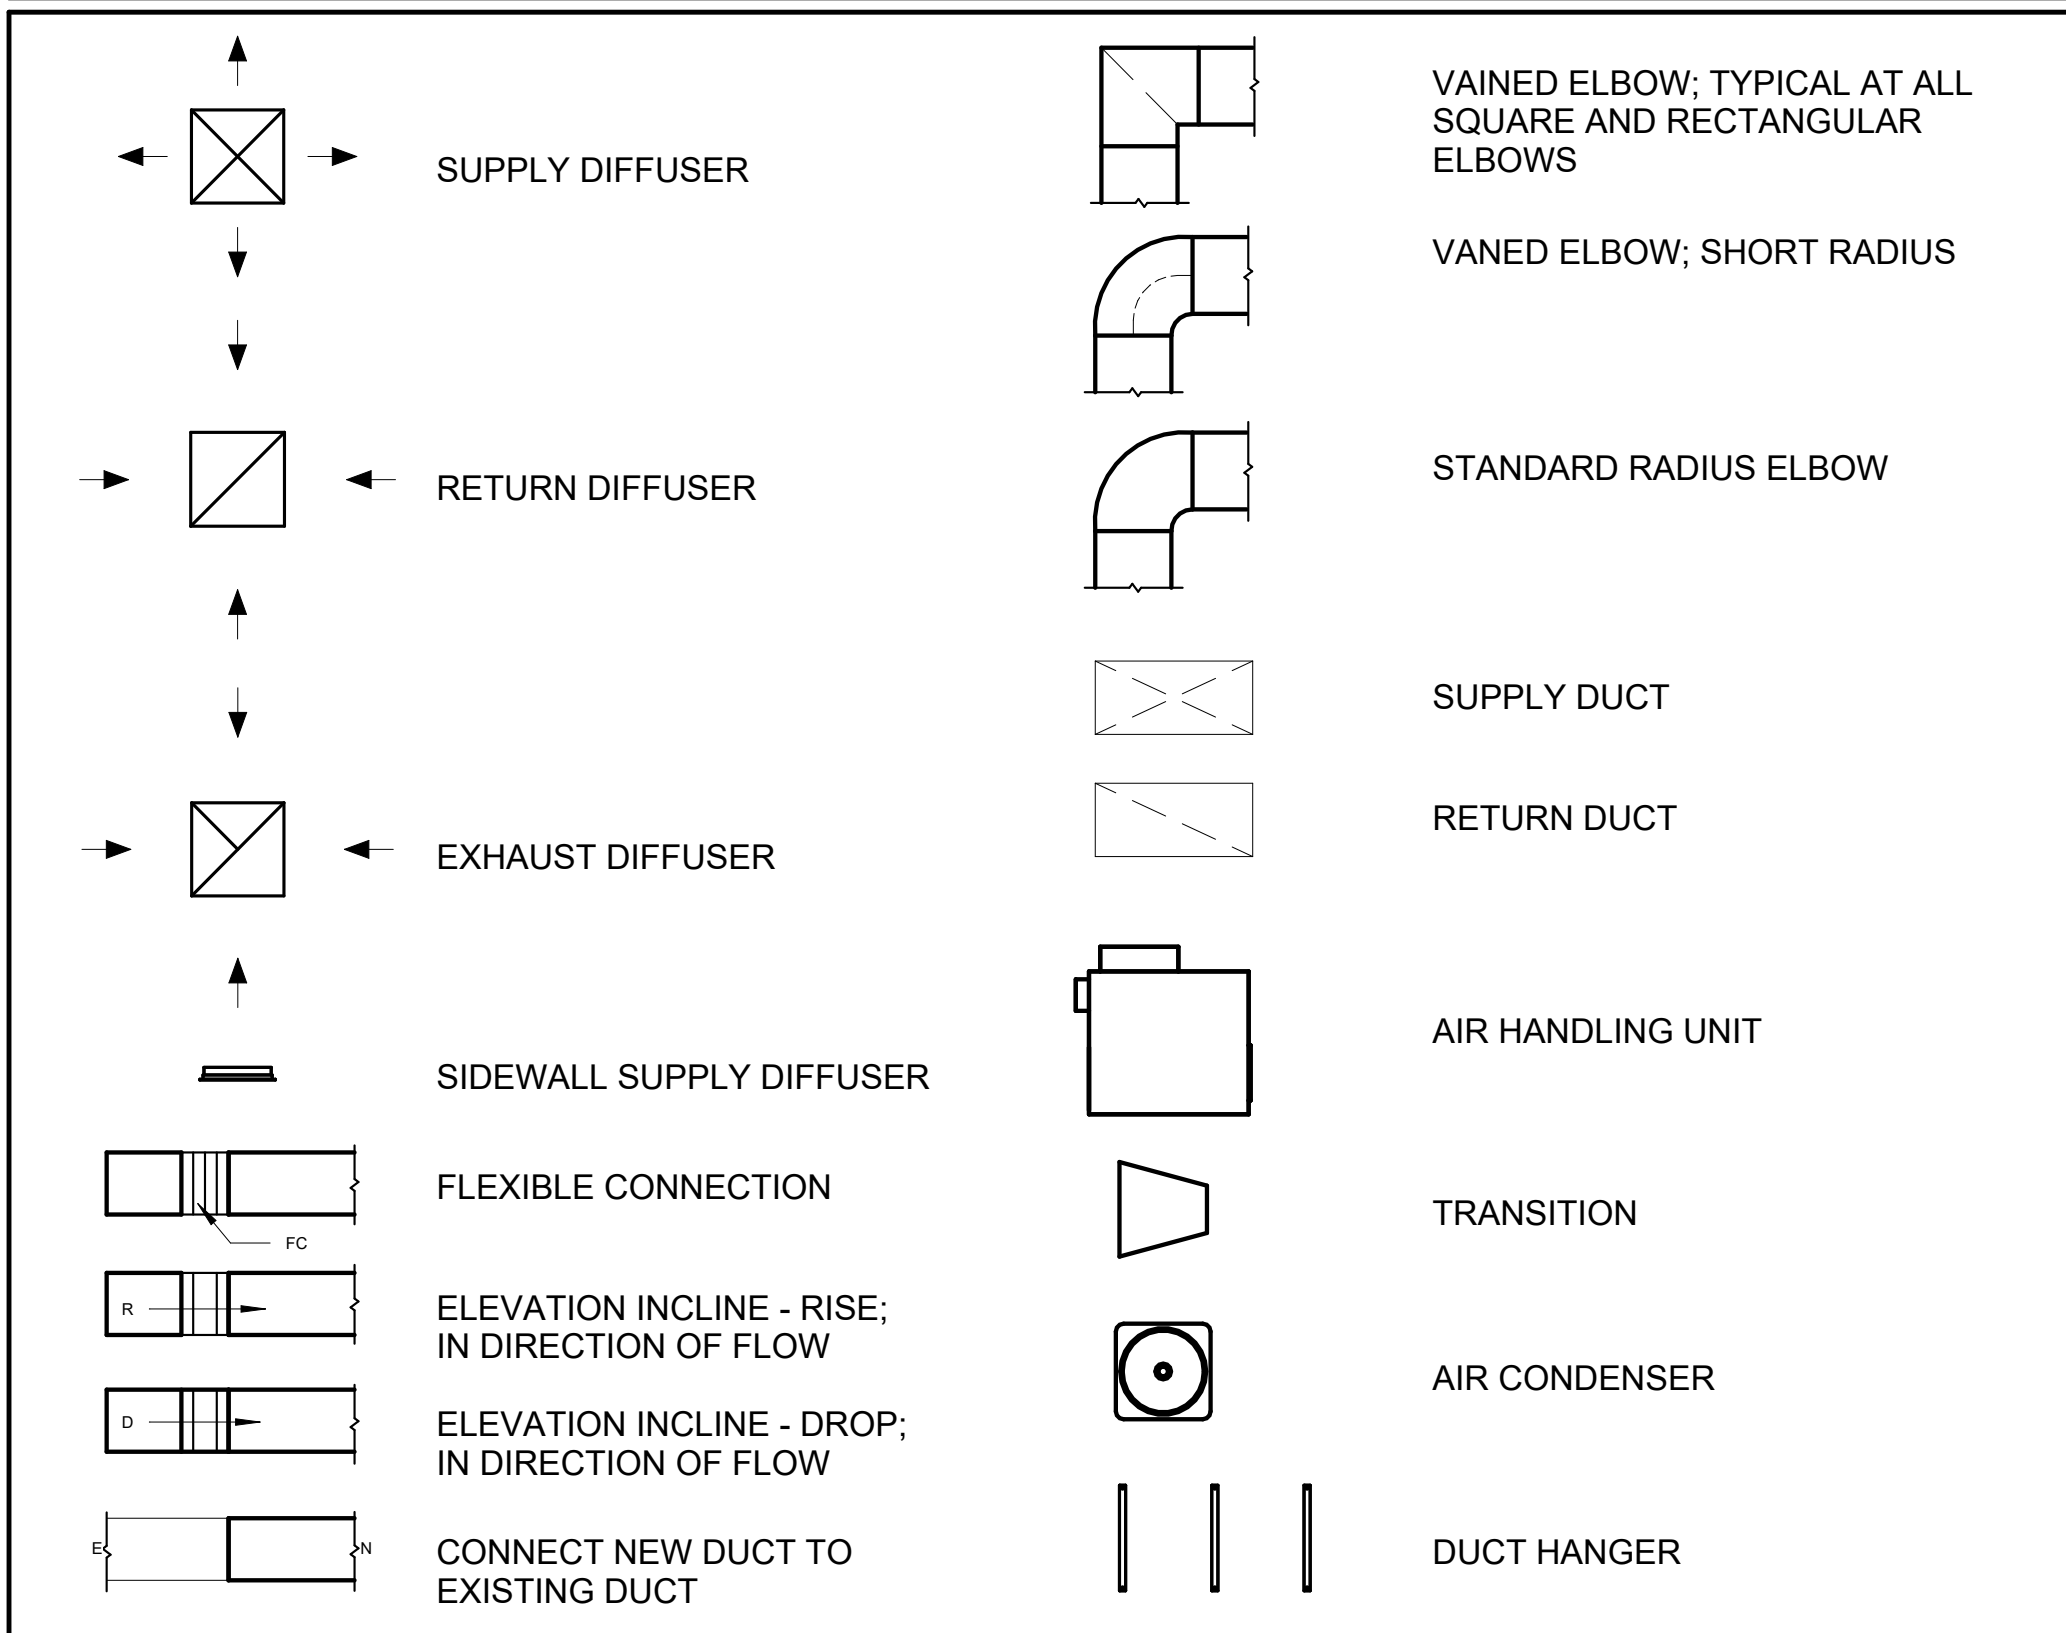 SUPPLY DIFFUSER
RETURN DIFFUSER
EXHAUST DIFFUSER
SIDEWALL SUPPLY DIFFUSER
FLEXIBLE CONNECTION
FC
R
ELEVATION INCLINE - RISE;
IN DIRECTION OF FLOW
D
ELEVATION INCLINE - DROP;
IN DIRECTION OF FLOW
E
N
CONNECT NEW DUCT TO
EXISTING DUCT
VAINED ELBOW; TYPICAL AT ALL
SQUARE AND RECTANGULAR
ELBOWS
VANED ELBOW; SHORT RADIUS
STANDARD RADIUS ELBOW
SUPPLY DUCT
RETURN DUCT
AIR HANDLING UNIT
TRANSITION
AIR CONDENSER
DUCT HANGER